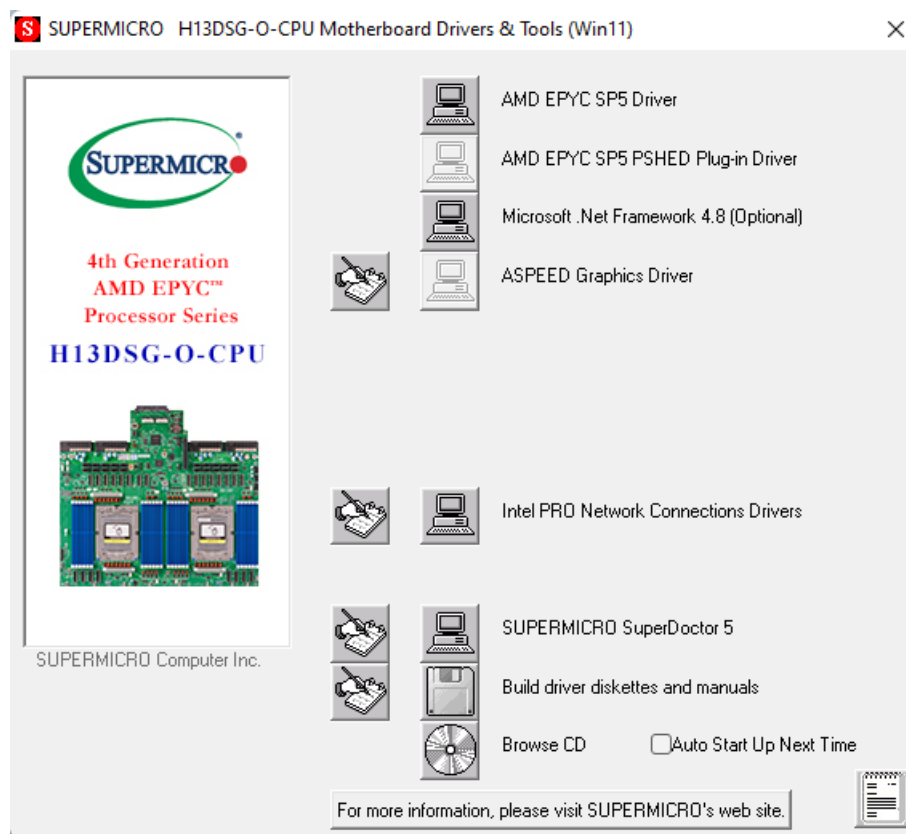 S SUPERMICRO H13DSG-O-CPU Motherboard Drivers & Tools (Win11)
SUPERMICRO
4th Generation
AMD EPYC™
Processor Series
H13DSG-O-CPU
SUPERMICRO Computer Inc.
AMD EPYC SP5 Driver
AMD EPYC SP5 PSHED Plug-in Driver
Microsoft .Net Framework 4.8 (Optional)
ASPEED Graphics Driver
Intel PRO Network Connections Drivers
SUPERMICRO SuperDoctor 5
Build driver diskettes and manuals
Browse CD Auto Start Up Next Time
For more information, please visit SUPERMICRO's web site.